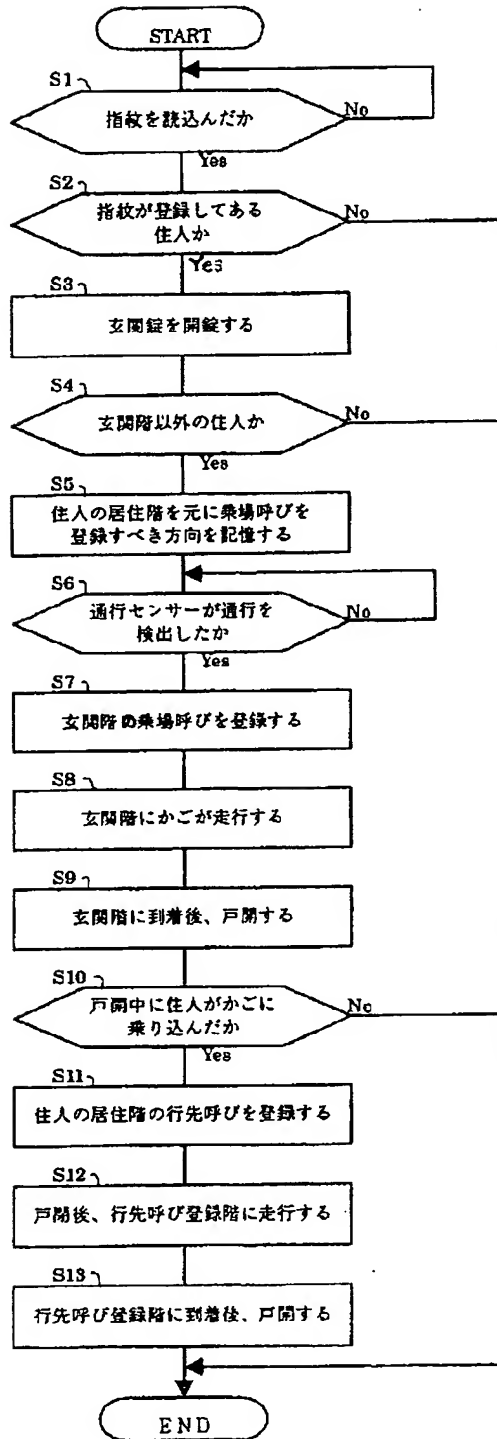 START
S1
指紋を読込んだか
No
Yes
S2
指紋が登録してある
住人か
No
Yes
S3
玄関錠を開錠する
S4
玄関階以外の住人か
No
Yes
S5
住人の居住階を元に乗場呼びを
登録すべき方向を記憶する
S6
通行センサーが通行を
検出したか
No
Yes
S7
玄関階の乗場呼びを登録する
S8
玄関階にかごが走行する
S9
玄関階に到着後、戸開する
S10
戸開中に住人がかごに
乗り込んだか
No
Yes
S11
住人の居住階の行先呼びを登録する
S12
戸閉後、行先呼び登録階に走行する
S13
行先呼び登録階に到着後、戸開する
END